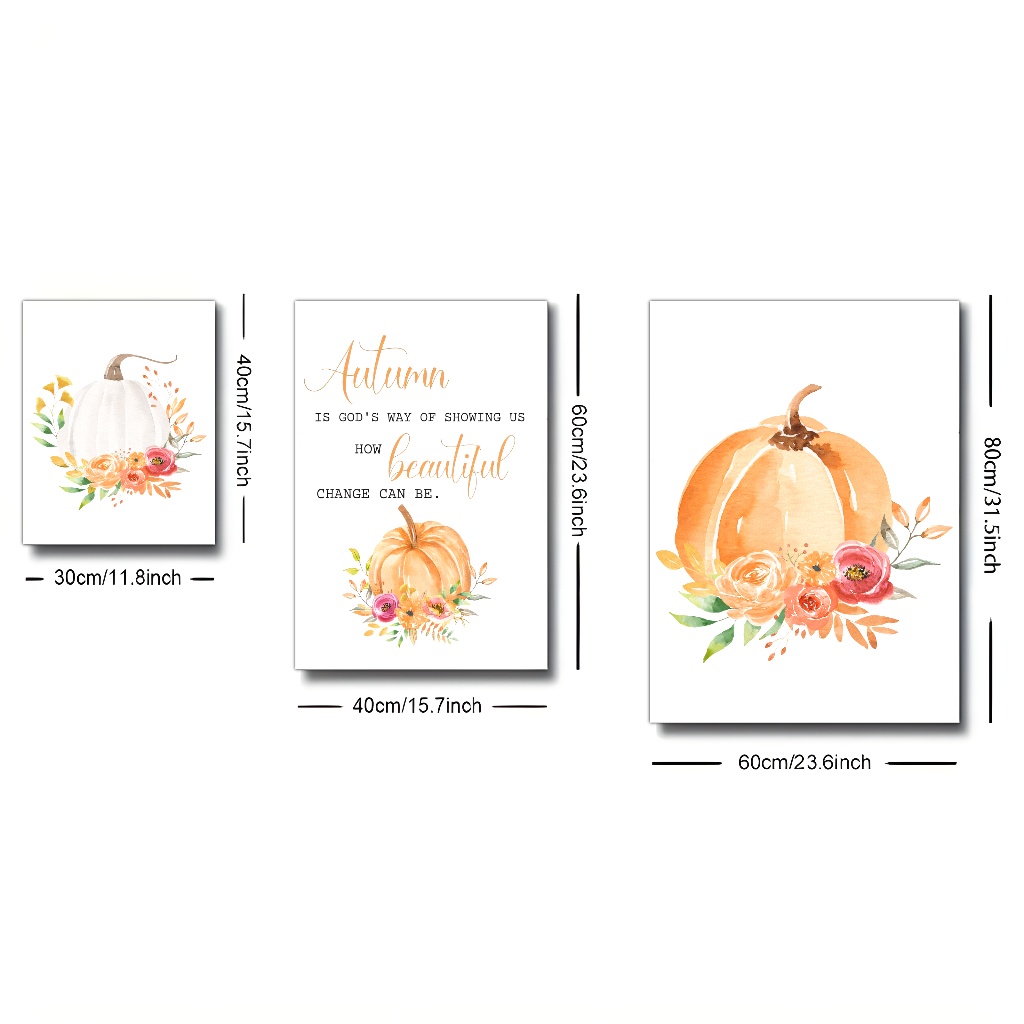 40cm/15.7inch
30cm/11.8inch
Autumn
IS GOD'S WAY OF SHOWING US
HOW beautiful
CHANGE CAN BE.
60cm/23.6inch
40cm/15.7inch
80cm/31.5inch
60cm/23.6inch